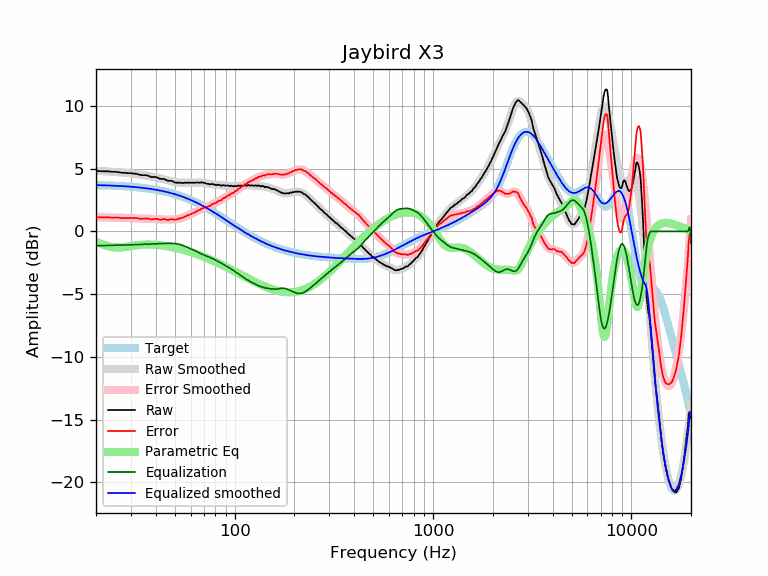 Jaybird X3
10
5
0
−5
−10
−15
−20
Amplitude (dBr)
Target
Raw Smoothed
Error Smoothed
Raw
Error
Parametric Eq
Equalization
Equalized smoothed
100
1000
10000
Frequency (Hz)